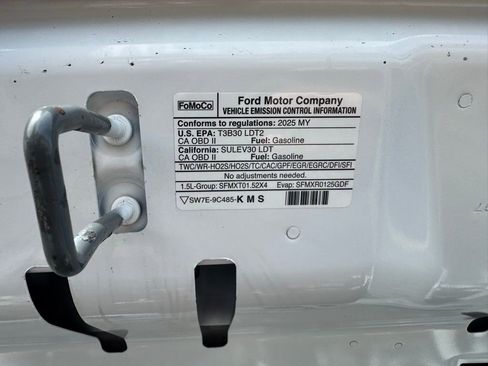 FoMoCo
Ford Motor Company
VEHICLE EMISSION CONTROL INFORMATION
Conforms to regulations: 2025 MY
U.S. EPA: T3B30 LDT2
CA OBD II Fuel: Gasoline
California: SULEV30 LDT
CA OBD II Fuel: Gasoline
TWC/WR-HO2S/HO2S/TC/CAC/GPF/EGR/EGRC/DFI/SFI
No adjustments needed.
1.5L-Group: SFMXT01.52X4 Evap: SFMXR0125GDF
SW7E-9C485-KMS